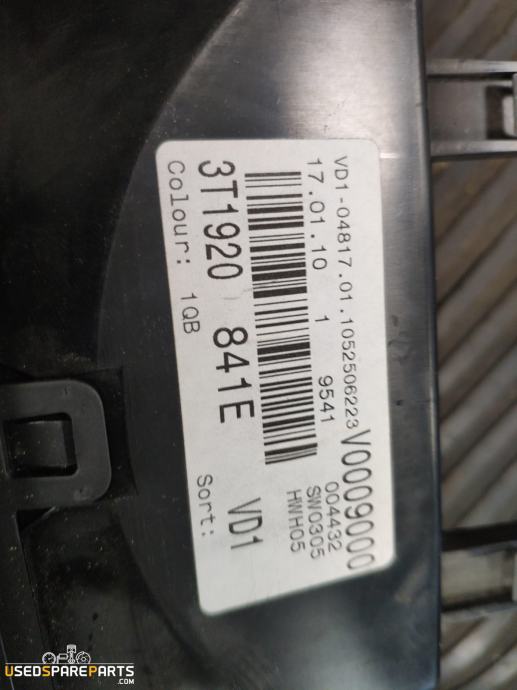 VD1-04817.01.1052506223
V0009000
17.01.10 1 9541
004432
SW0305
HWH05
3T1920 841E VD1
Colour: 1QB Sort:
USEDSPAREPARTS
.COM